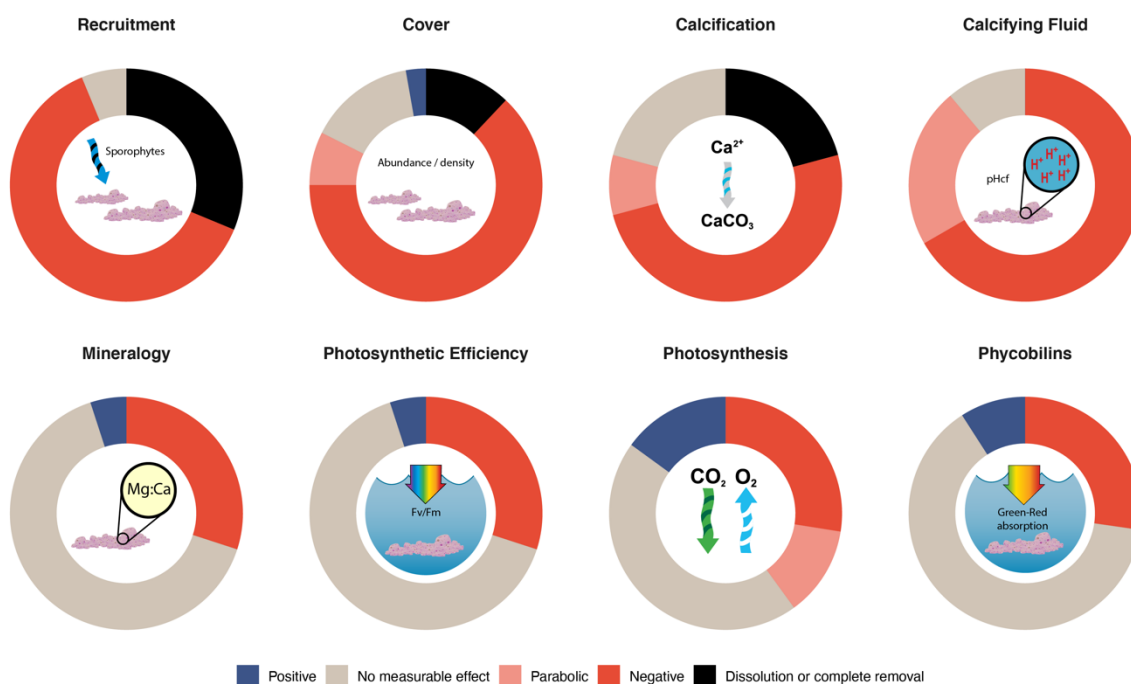 Recruitment
Cover
Calcification
Calcifying Fluid
Sporophytes
Abundance / density
Ca²⁺
CaCO₃
pHcf
H⁺
H⁺
H⁺
H⁺
H⁺
H⁺
Mineralogy
Photosynthetic Efficiency
Photosynthesis
Phycobilins
Mg:Ca
Fv/Fm
CO₂ O₂
Green-Red
absorption
Positive
No measurable effect
Parabolic
Negative
Dissolution or complete removal